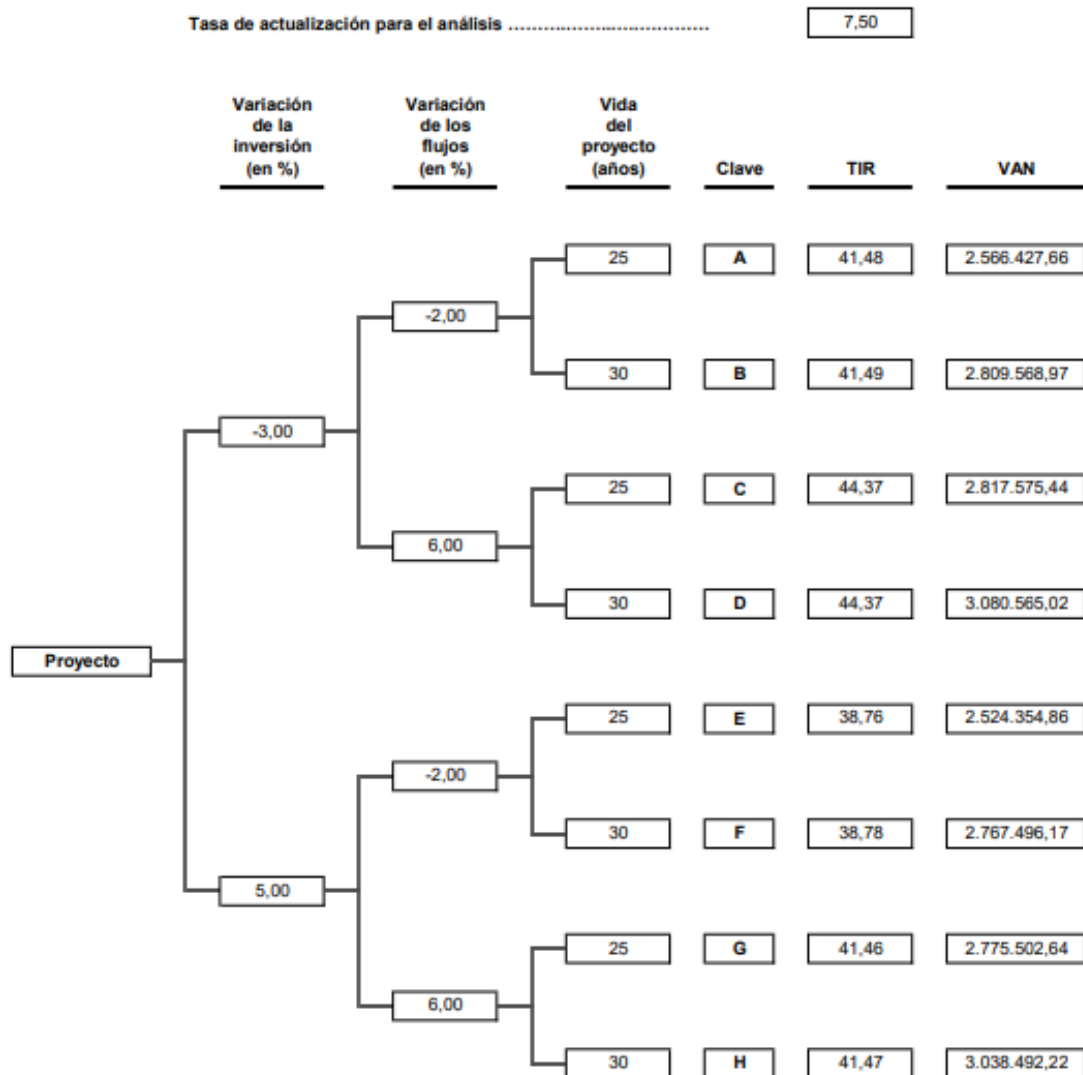 Tasa de actualización para el análisis .................................... 7,50
Variación de la inversión (en %)
Variación de los flujos (en %)
Vida del proyecto (años)
Clave
TIR
VAN
25 A 41,48 2.566.427,66
-2,00
30 B 41,49 2.809.568,97
-3,00
25 C 44,37 2.817.575,44
6,00
30 D 44,37 3.080.565,02
Proyecto
25 E 38,76 2.524.354,86
-2,00
30 F 38,78 2.767.496,17
5,00
25 G 41,46 2.775.502,64
6,00
30 H 41,47 3.038.492,22